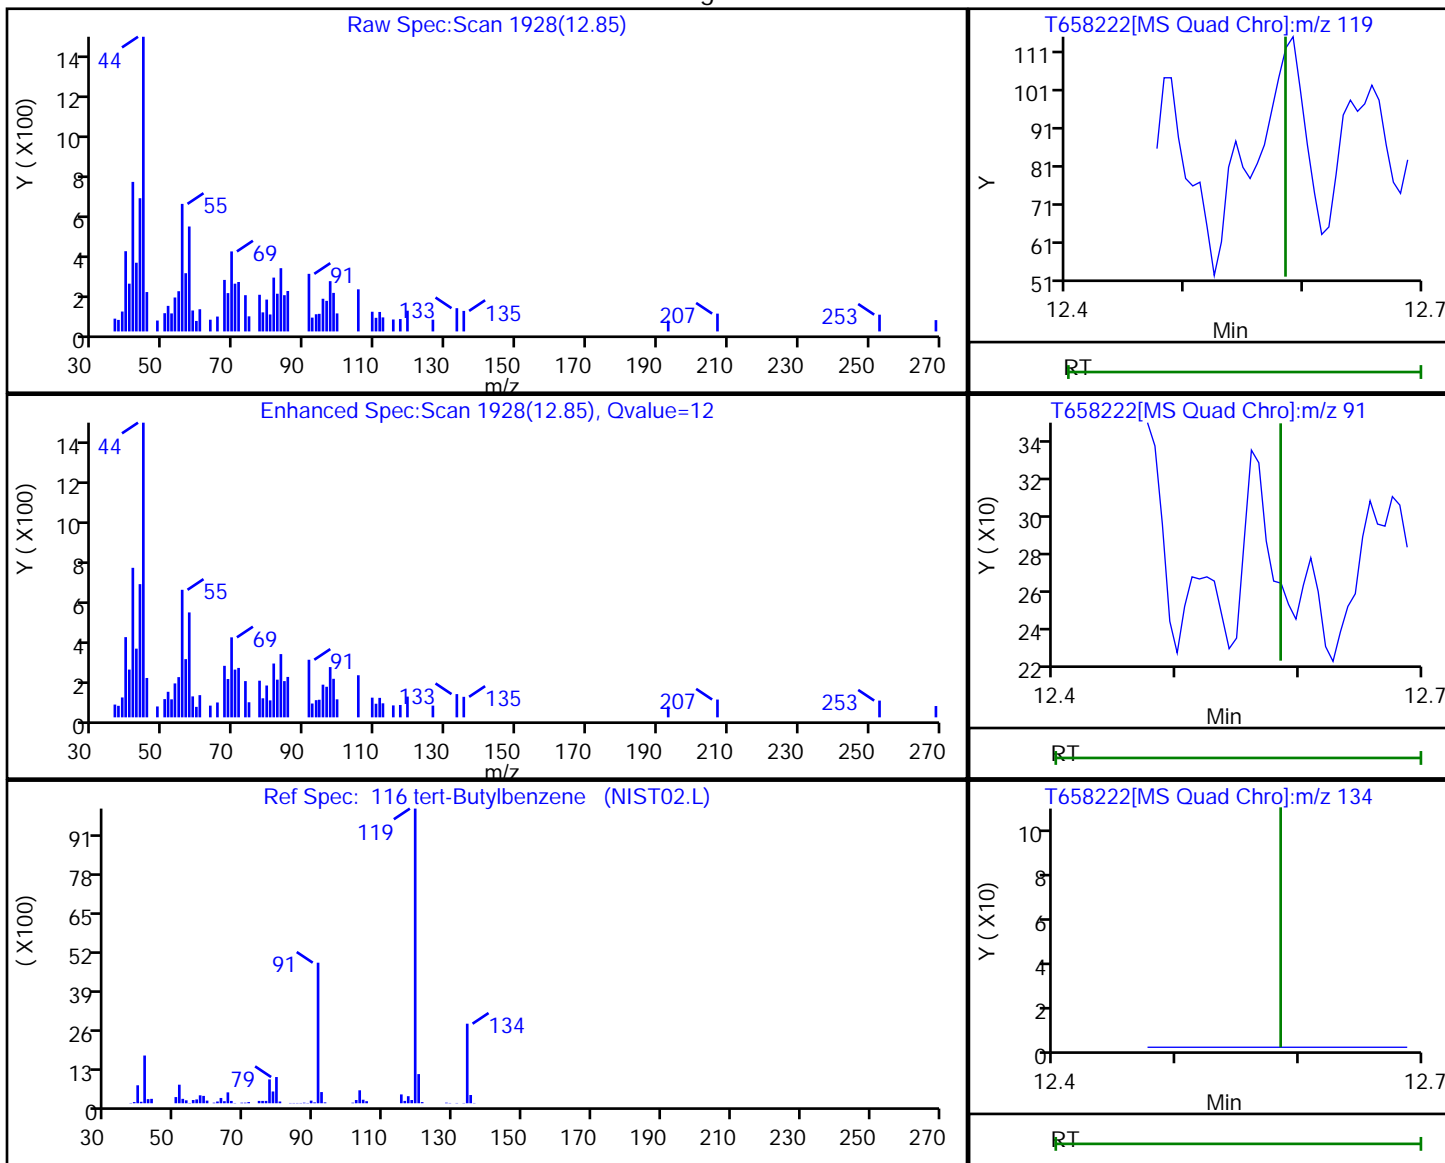 Raw Spec:Scan 1928(12.85)
Y ( X100)
14
12
10
8
6
4
2
0
44
55
69
91
133
135
207
253
30 50 70 90 110 130 150 170 190 210 230 250 270
m/z
T658222[MS Quad Chro]:m/z 119
Y
111
101
91
81
71
61
51
12.4 12.7
Min
RT
Enhanced Spec:Scan 1928(12.85), Qvalue=12
Y ( X100)
14
12
10
8
6
4
2
0
44
55
69
91
133
135
207
253
30 50 70 90 110 130 150 170 190 210 230 250 270
m/z
T658222[MS Quad Chro]:m/z 91
Y ( X10)
34
32
30
28
26
24
22
12.4 12.7
Min
RT
Ref Spec: 116 tert-Butylbenzene (NIST02.L)
( X100)
91
78
65
52
39
26
13
0
119
91
134
79
30 50 70 90 110 130 150 170 190 210 230 250 270
T658222[MS Quad Chro]:m/z 134
Y ( X10)
10
8
6
4
2
0
12.4 12.7
Min
RT